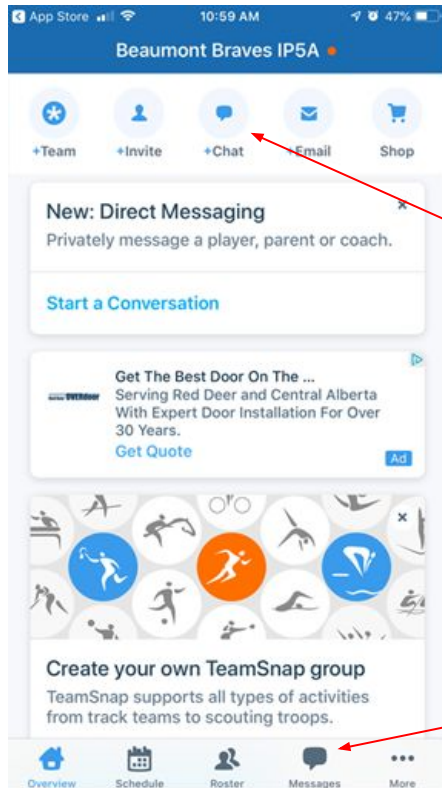 App Store
10:59 AM
47%
Beaumont Braves IP5A
+Team
+Invite
+Chat
+Email
Shop
New: Direct Messaging
Privately message a player, parent or coach.
Start a Conversation
Get The Best Door On The ...
Serving Red Deer and Central Alberta
With Expert Door Installation For Over
30 Years.
Get Quote
Ad
Create your own TeamSnap group
TeamSnap supports all types of activities
from track teams to scouting troops.
Overview
Schedule
Roster
Messages
More